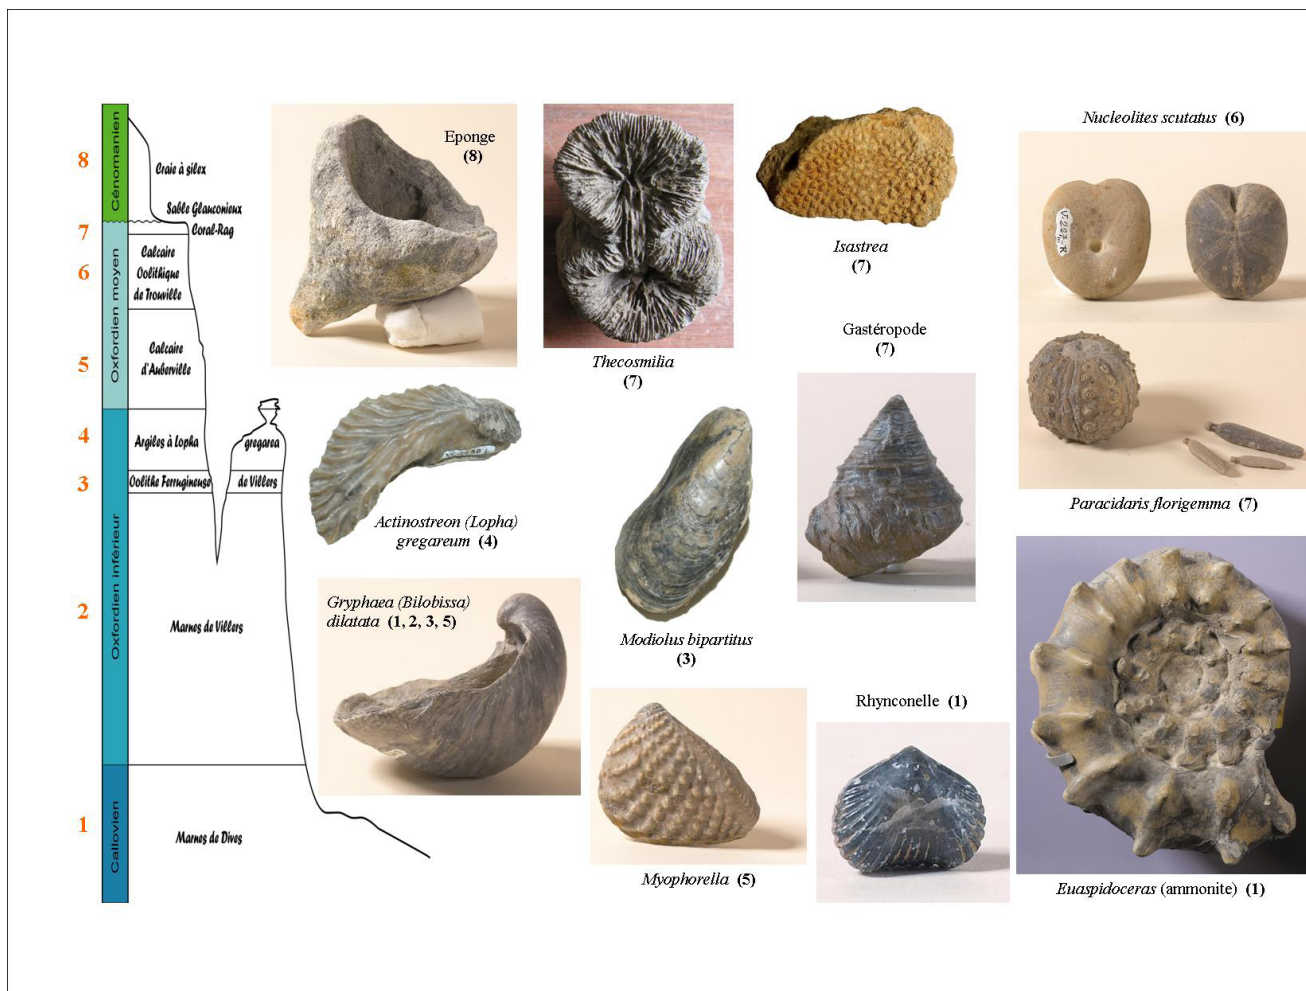 8
7
6
5
4
3
2
1
Cénomanien
Oxfordien moyen
Oxfordien inférieur
Callovien
Craie à silex
Sable Glauconieux
Coral-Rag
Calcaire
Oolithique
de Trouville
Calcaire
d'Auberville
Argiles à Lopha
gregarea
Oolithe Ferrugineuse
de Villers
Marnes de Villers
Marnes de Dives
Eponge
(8)
Thecosmilia
(7)
Isastrea
(7)
Nucleolites scutatus (6)
Gastéropode
(7)
Paracidaris florigemma (7)
Actinostreon (Lopha)
gregareum (4)
Modiolus bipartitus
(3)
Gryphaea (Bilobissa)
dilatata (1, 2, 3, 5)
Myophorella (5)
Rhynconelle (1)
Euaspidoceras (ammonite) (1)